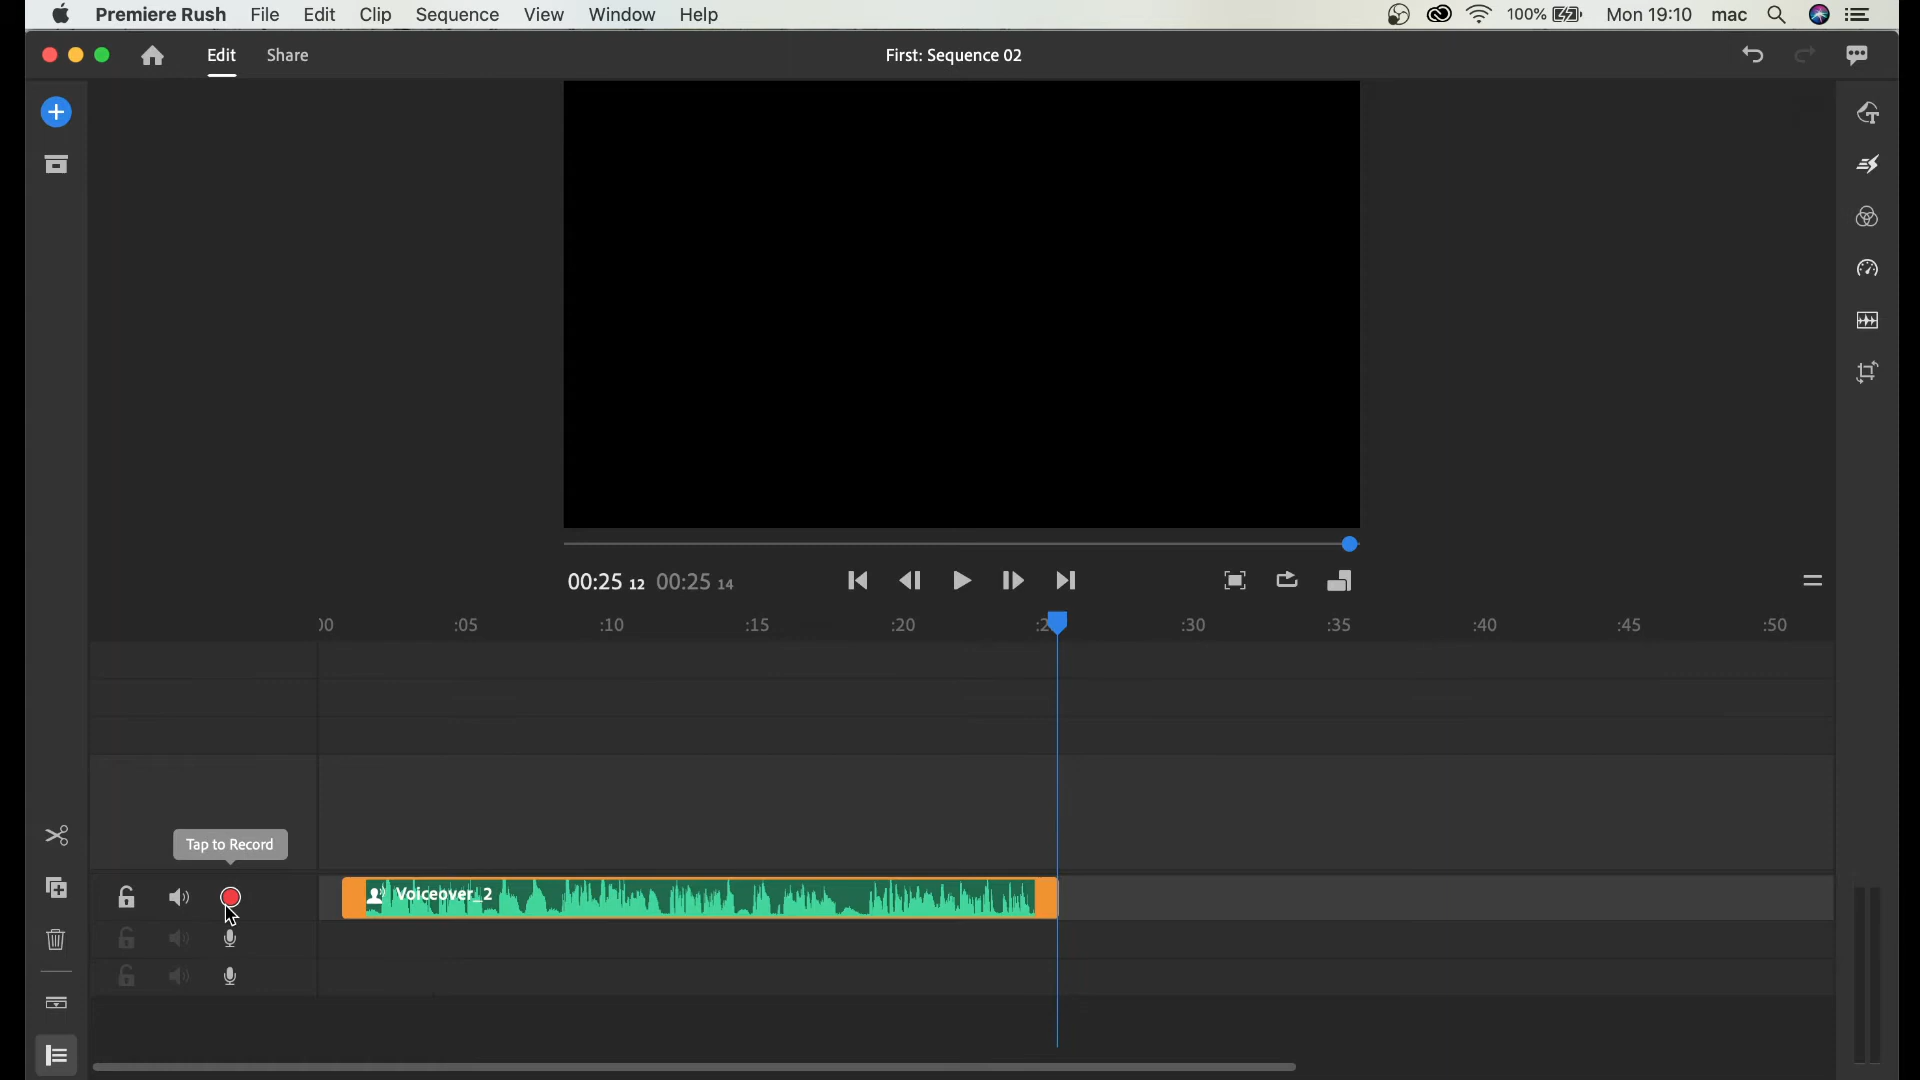 Premiere Rush File Edit Clip Sequence View Window Help 100% Mon 19:10 mac
Edit Share First: Sequence 02
00:25 12 00:25 14
:05 :10 :15 :20 :30 :35 :40 :45 :50
Tap to Record
Voiceover_2